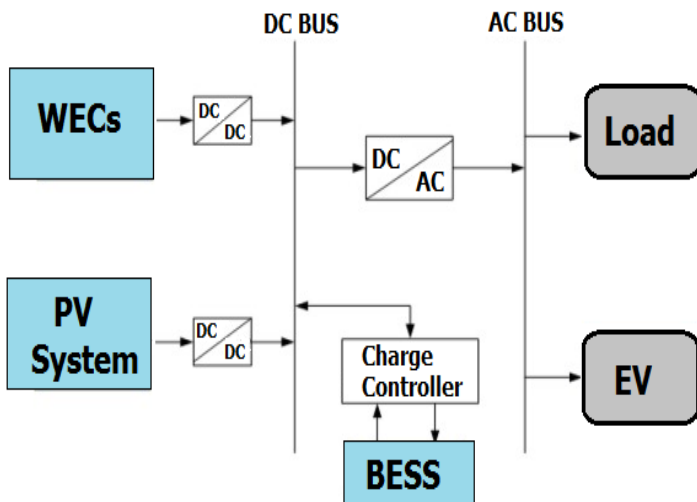 DC BUS
AC BUS
WECs
DC
DC
DC
AC
Load
PV
System
DC
DC
Charge
Controller
EV
BESS